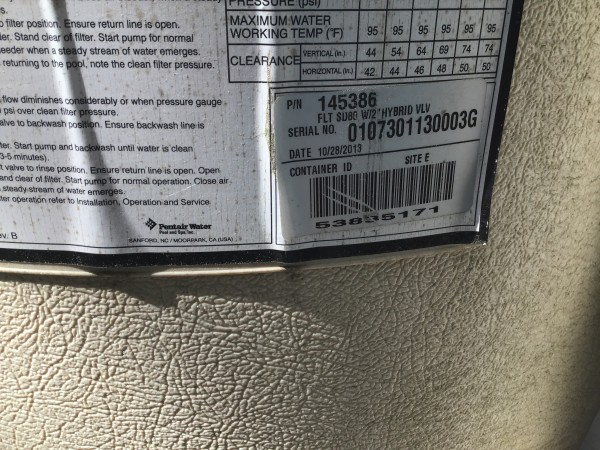 filter position. Ensure return line is open.
Stand clear of filter. Start pump for normal
eeder when a steady stream of water emerges.
returning to the pool, note the clean filter pressure.
s.
flow diminishes considerably or when pressure gauge
psi over clean filter pressure.
alve to backwash position. Ensure backwash line is
ter. Start pump and backwash until water is clean
3-5 minutes).
t valve to rinse position. Ensure return line is open. Open
and clear of filter. Start pump for normal operation. Close air
steady stream of water emerges.
ter operation refer to Installation, Operation and Service
ev. B
Pentair Water
Pool and Spa, Inc.
SANFORD, NC / MOORPARK, CA (USA)
PRESSURE (psi)
MAXIMUM WATER
WORKING TEMP (°F) 95 95 95 95 95 95
CLEARANCE
VERTICAL (in.) 44 54 64 69 74 74
HORIZONTAL (in.) 42 44 46 48 50 50
P/N 145386
FLT SD80 W/2" HYBRID VLV
SERIAL NO. 0107301130003G
DATE 10/28/2013
CONTAINER ID SITE E
53835171